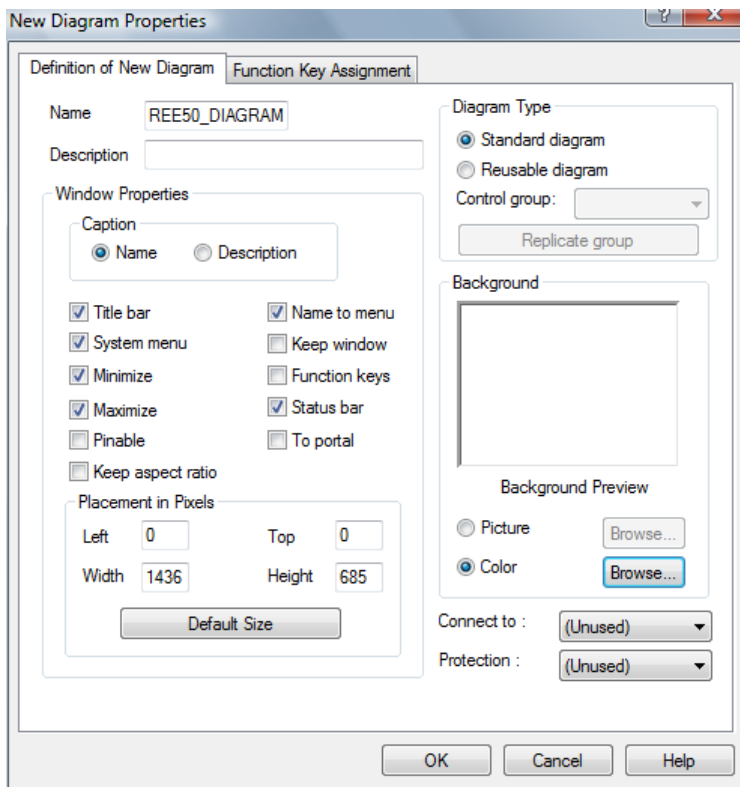 New Diagram Properties
?
X
Definition of New Diagram
Function Key Assignment
Name
REE50_DIAGRAM
Description
Window Properties
Caption
Name
Description
Title bar
Name to menu
System menu
Keep window
Minimize
Function keys
Maximize
Status bar
Pinable
To portal
Keep aspect ratio
Placement in Pixels
Left
0
Top
0
Width
1436
Height
685
Default Size
Diagram Type
Standard diagram
Reusable diagram
Control group:
Replicate group
Background
Background Preview
Picture
Browse...
Color
Browse...
Connect to :
(Unused)
Protection :
(Unused)
OK
Cancel
Help